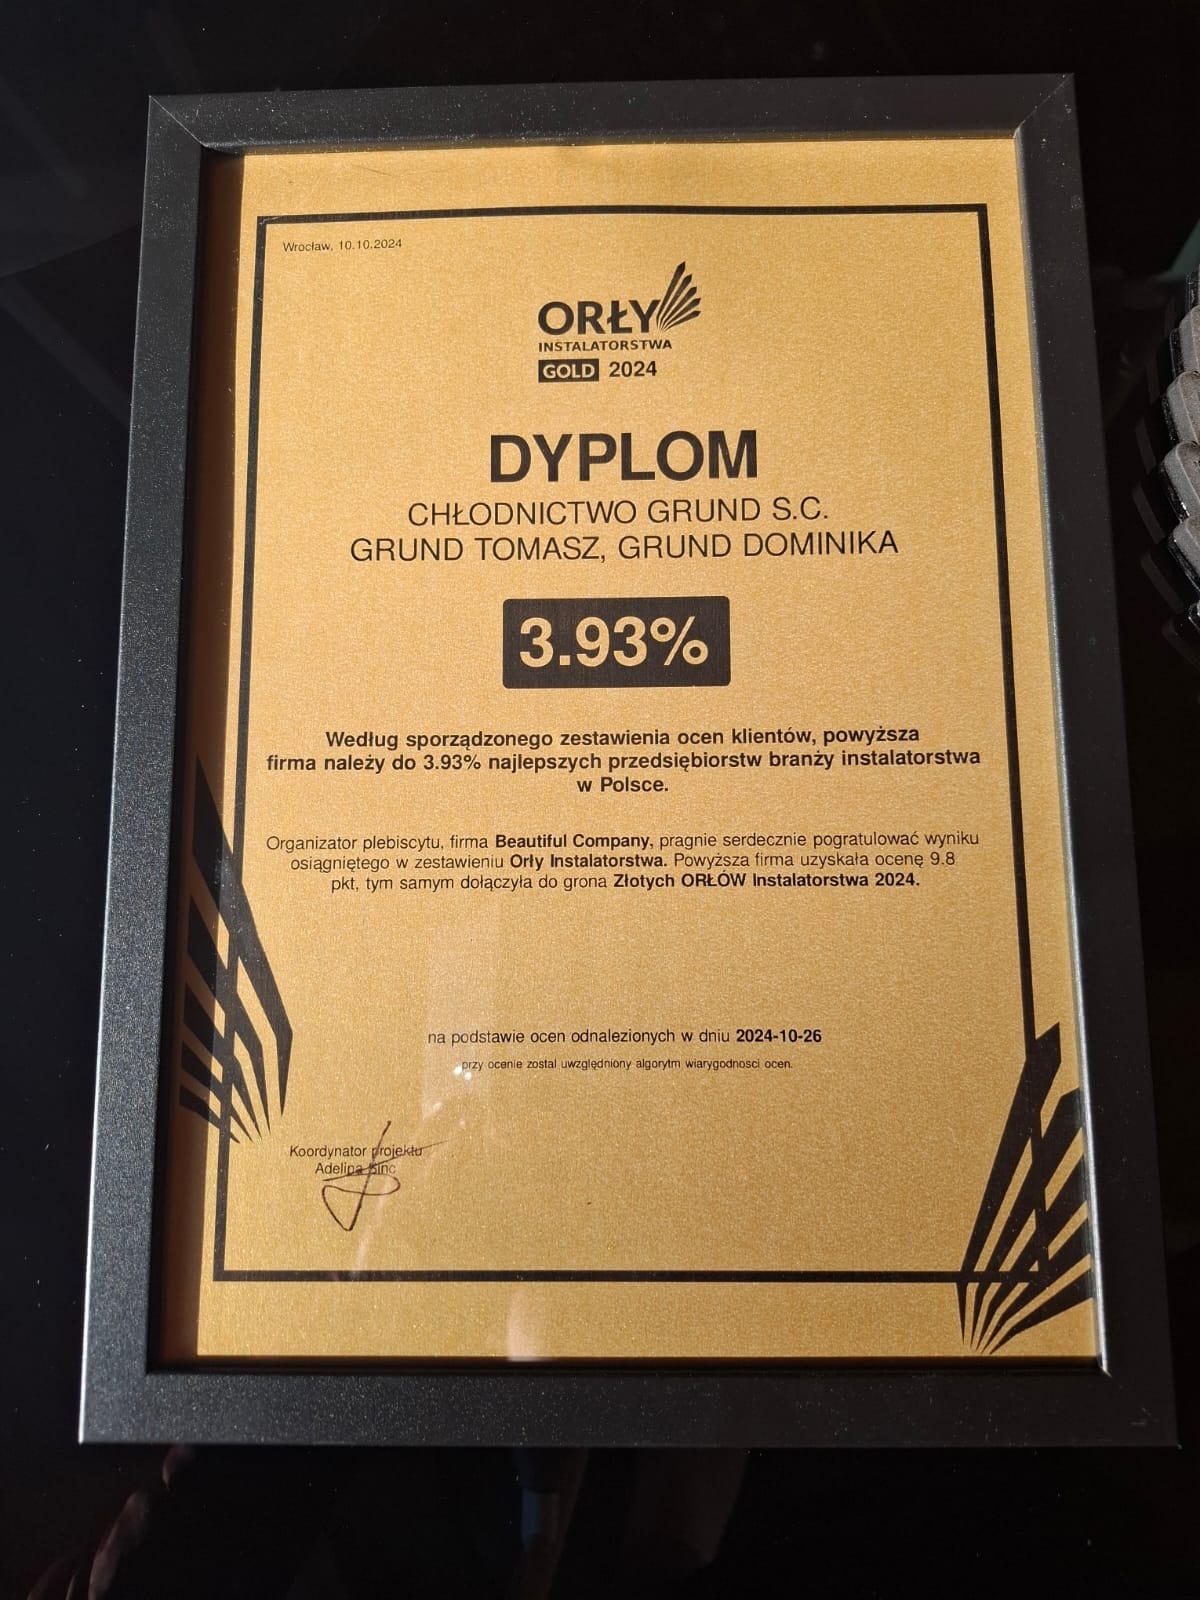 Wrocław, 10.10.2024
ORŁY
INSTALATORSTWA
GOLD 2024
DYPLOM
CHŁODNICTWO GRUND S.C.
GRUND TOMASZ, GRUND DOMINIKA
3.93%
Według sporządzonego zestawienia ocen klientów, powyższa
firma należy do 3.93% najlepszych przedsiębiorstw branży instalatorstwa
w Polsce.
Organizator plebiscytu, firma Beautiful Company, pragnie serdecznie pogratulować wyniku
osiągniętego w zestawieniu Orły Instalatorstwa. Powyższa firma uzyskała ocenę 9.8
pkt, tym samym dołączyła do grona Złotych ORŁÓW Instalatorstwa 2024.
na podstawie ocen odnalezionych w dniu 2024-10-26
przy ocenie został uwzględniony algorytm wiarygodności ocen.
Koordynator projektu
Adelina